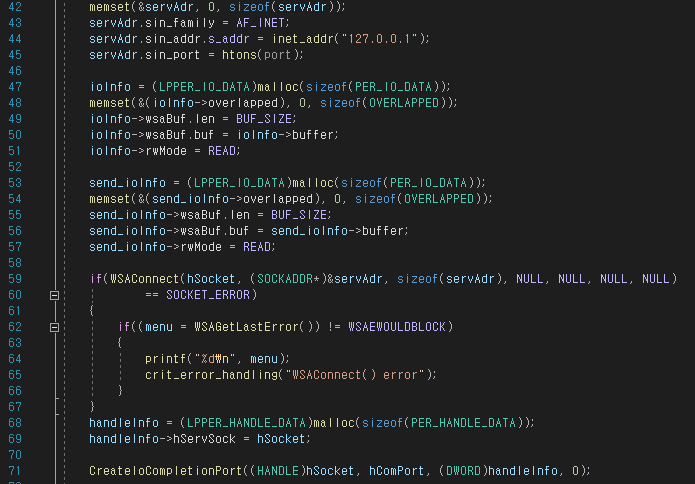 42 memset(&servAdr, 0, sizeof(servAdr));
43 servAdr.sin_family = AF_INET;
44 servAdr.sin_addr.s_addr = inet_addr("127.0.0.1");
45 servAdr.sin_port = htons(port);
46
47 ioInfo = (LPPER_IO_DATA)malloc(sizeof(PER_IO_DATA));
48 memset(&(ioInfo->overlapped), 0, sizeof(OVERLAPPED));
49 ioInfo->wsaBuf.len = BUF_SIZE;
50 ioInfo->wsaBuf.buf = ioInfo->buffer;
51 ioInfo->rwMode = READ;
52
53 send_ioInfo = (LPPER_IO_DATA)malloc(sizeof(PER_IO_DATA));
54 memset(&(send_ioInfo->overlapped), 0, sizeof(OVERLAPPED));
55 send_ioInfo->wsaBuf.len = BUF_SIZE;
56 send_ioInfo->wsaBuf.buf = send_ioInfo->buffer;
57 send_ioInfo->rwMode = READ;
58
59 if(WSAConnect(hSocket, (SOCKADDR*)&servAdr, sizeof(servAdr), NULL, NULL, NULL, NULL)
60 == SOCKET_ERROR)
61 {
62 if((menu = WSAGetLastError()) != WSAEWOULDBLOCK)
63 {
64 printf("%d₩n", menu);
65 crit_error_handling("WSAConnect() error");
66 }
67 }
68 handleInfo = (LPPER_HANDLE_DATA)malloc(sizeof(PER_HANDLE_DATA));
69 handleInfo->hServSock = hSocket;
70
71 CreateIoCompletionPort((HANDLE)hSocket, hComPort, (DWORD)handleInfo, 0);